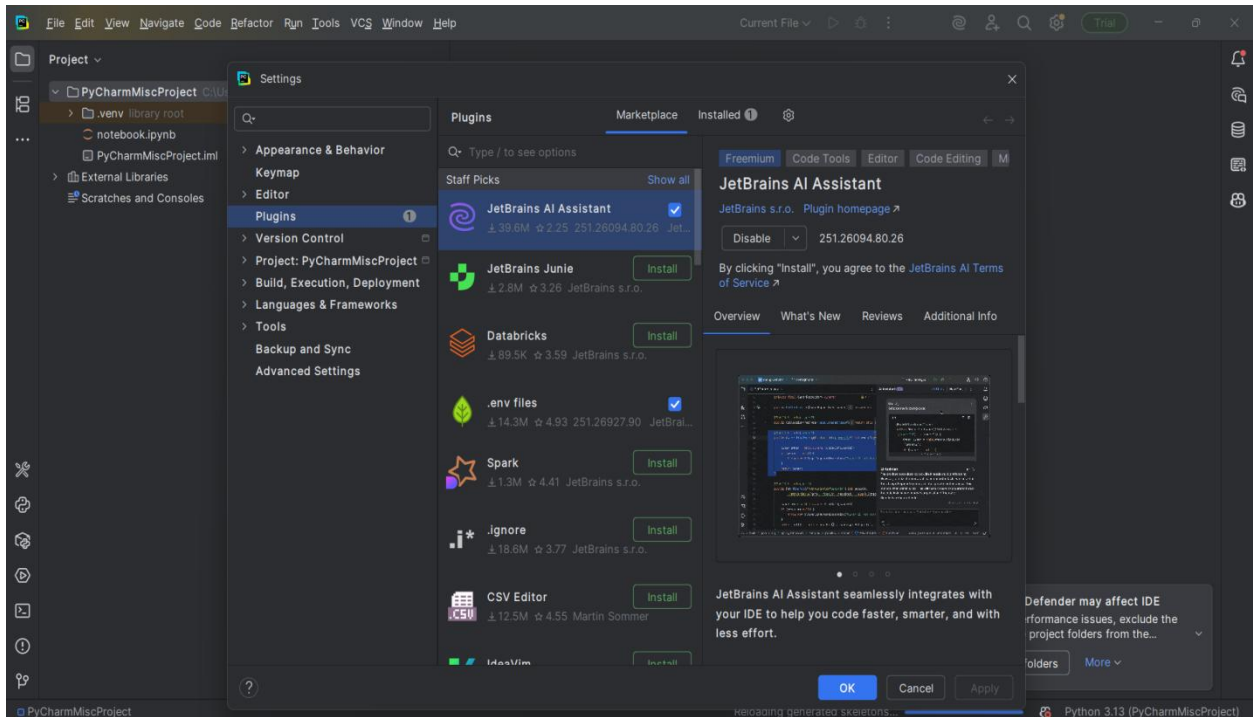 File Edit View Navigate Code Refactor Run Tools VCS Window Help
Current File
Trial
Project
PyCharmMiscProject C:\U
.venv library root
notebook.ipynb
PyCharmMiscProject.iml
External Libraries
Scratches and Consoles
Settings
Appearance & Behavior
Keymap
Editor
Plugins 1
Version Control
Project: PyCharmMiscProject
Build, Execution, Deployment
Languages & Frameworks
Tools
Backup and Sync
Advanced Settings
Plugins Marketplace Installed 1
Type / to see options
Staff Picks Show all
JetBrains AI Assistant
39.6M 2.25 251.26094.80.26 Jet...
JetBrains Junie Install
2.8M 3.26 JetBrains s.r.o.
Databricks Install
89.5K 3.59 JetBrains s.r.o.
.env files
14.3M 4.93 251.26927.90 JetBrai...
Spark Install
1.3M 4.41 JetBrains s.r.o.
.i*
.ignore Install
18.6M 3.77 JetBrains s.r.o.
.CSV
CSV Editor Install
12.5M 4.55 Martin Sommer
IdeaVim Install
Freemium Code Tools Editor Code Editing M
JetBrains AI Assistant
JetBrains s.r.o. Plugin homepage
Disable 251.26094.80.26
By clicking "Install", you agree to the JetBrains AI Terms
of Service
Overview What's New Reviews Additional Info
JetBrains AI Assistant seamlessly integrates with
your IDE to help you code faster, smarter, and with
less effort.
? OK Cancel Apply
Defender may affect IDE
rformance issues, exclude the
project folders from the...
olders More
PyCharmMiscProject Reloading generated skeletons... Python 3.13 (PyCharmMiscProject)